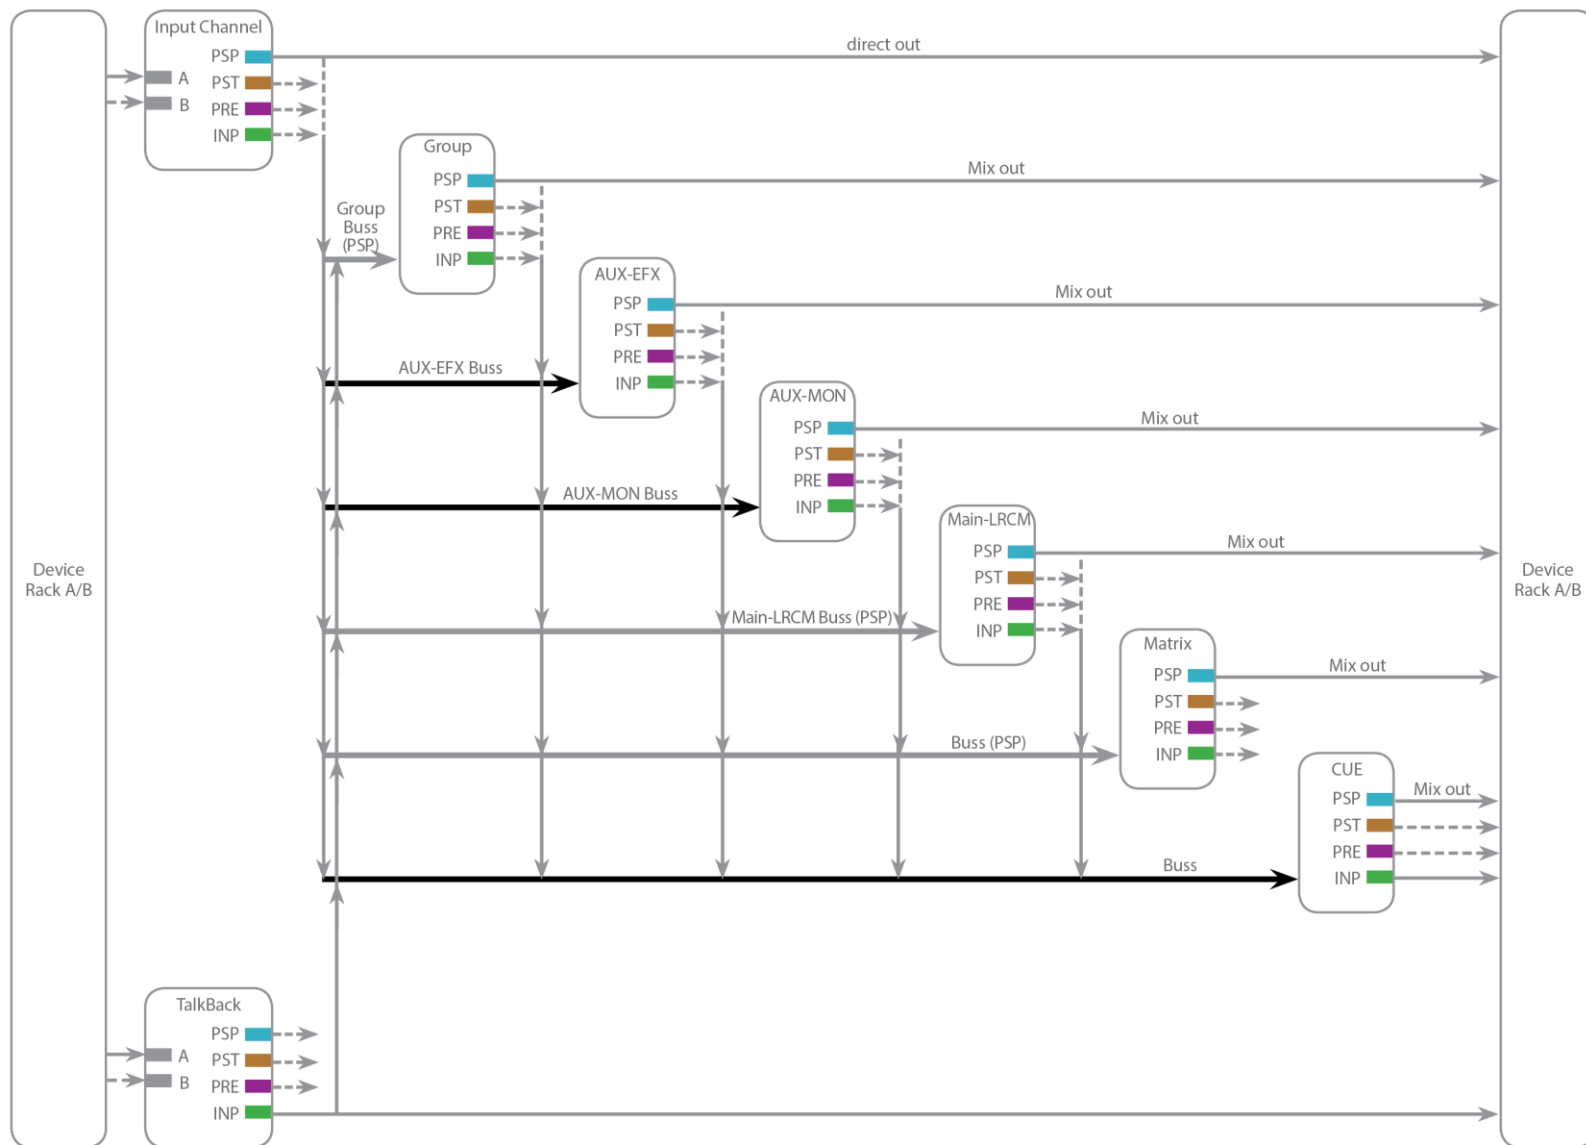 Input Channel
PSP
A
PST
B
PRE
INP
direct out
Group
PSP
PST
PRE
INP
Mix out
Group
Buss
(PSP)
AUX-EFX
PSP
PST
PRE
INP
Mix out
AUX-EFX Buss
AUX-MON
PSP
PST
PRE
INP
Mix out
AUX-MON Buss
Main-LRCM
PSP
PST
PRE
INP
Mix out
Device
Rack A/B
Device
Rack A/B
Main-LRCM Buss (PSP)
Matrix
PSP
PST
PRE
INP
Mix out
Buss (PSP)
CUE
PSP
PST
PRE
INP
Mix out
Buss
TalkBack
PSP
A
PST
B
PRE
INP